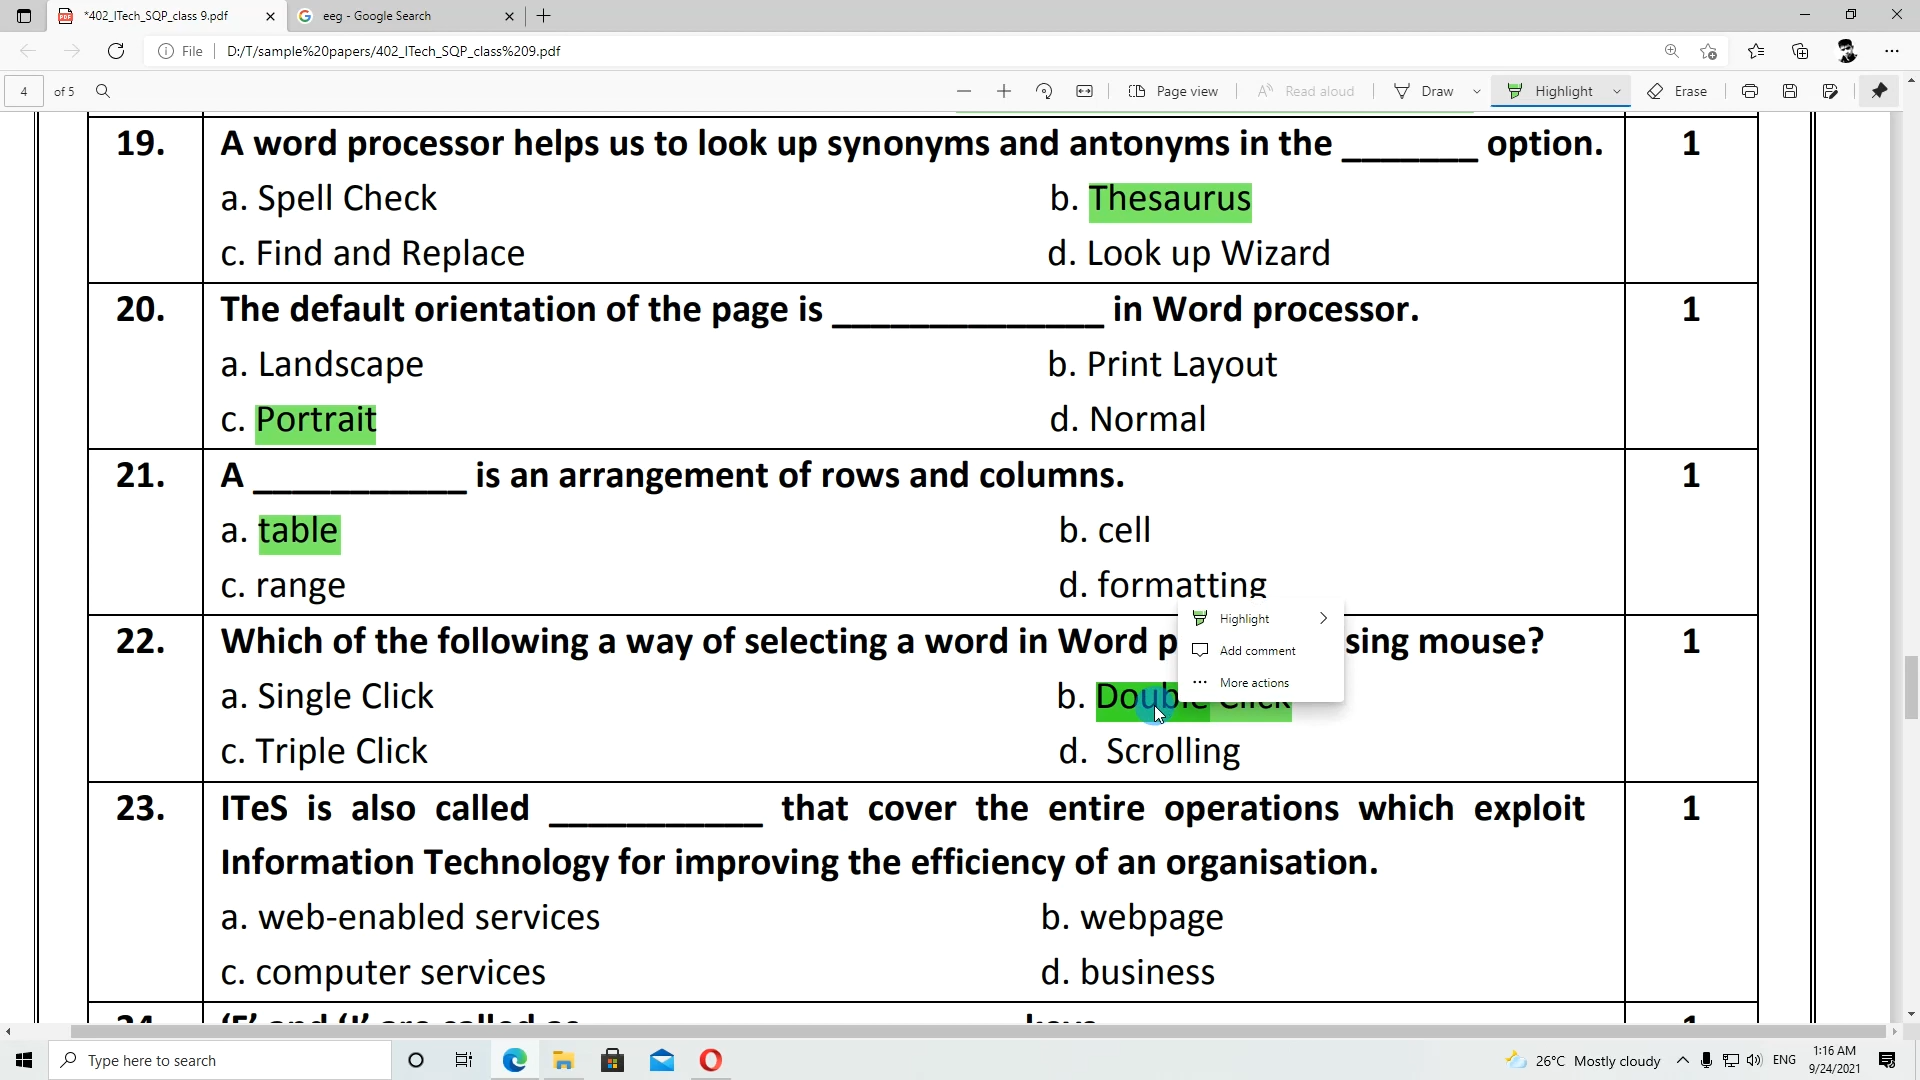 *402_ITech_SQP_class 9.pdf
eeg - Google Search
File
D:/T/sample%20papers/402_ITech_SQP_class%209.pdf
4 of 5
Page view
Read aloud
Draw
Highlight
Erase
19. A word processor helps us to look up synonyms and antonyms in the _______ option. 1
a. Spell Check b. Thesaurus
c. Find and Replace d. Look up Wizard
20. The default orientation of the page is ______________ in Word processor. 1
a. Landscape b. Print Layout
c. Portrait d. Normal
21. A ___________ is an arrangement of rows and columns. 1
a. table b. cell
c. range d. formatting
22. Which of the following a way of selecting a word in Word p sing mouse? 1
a. Single Click b. Double Click
c. Triple Click d. Scrolling
Highlight
Add comment
More actions
23. ITeS is also called ___________ that cover the entire operations which exploit 1
Information Technology for improving the efficiency of an organisation.
a. web-enabled services b. webpage
c. computer services d. business
Type here to search
26°C Mostly cloudy
ENG
1:16 AM
9/24/2021